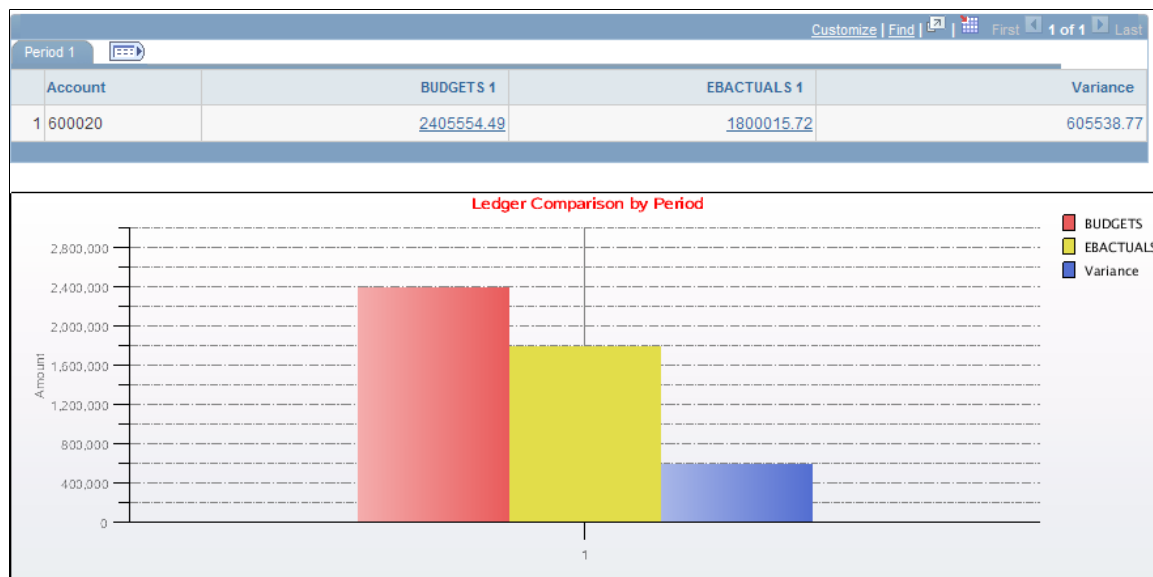 Customize | Find | | First 1 of 1 Last
Period 1
Account BUDGETS 1 EBACTUALS 1 Variance
1 600020 2405554.49 1800015.72 605538.77
Ledger Comparison by Period
BUDGETS
EBACTUALS
Variance
Amount
2,800,000
2,400,000
2,000,000
1,600,000
1,200,000
800,000
400,000
0
1